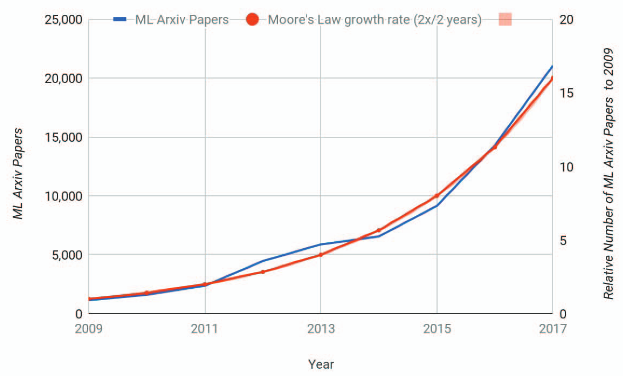 ML Arxiv Papers Moore's Law growth rate (2x/2 years)
25,000 20
20,000
15
15,000
10
10,000
5
5,000
0 0
2009 2011 2013 2015 2017
Year
ML Arxiv Papers
Relative Number of ML Arxiv Papers to 2009